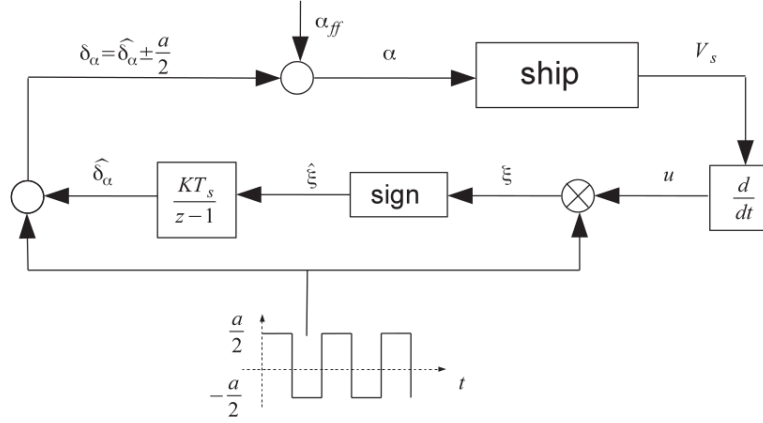 α_ff
δ_α = δ̂_α ± a/2
α
ship
V_s
δ̂_α
KT_s
z − 1
ξ̂
sign
ξ
u
d
dt
a/2
−a/2
t